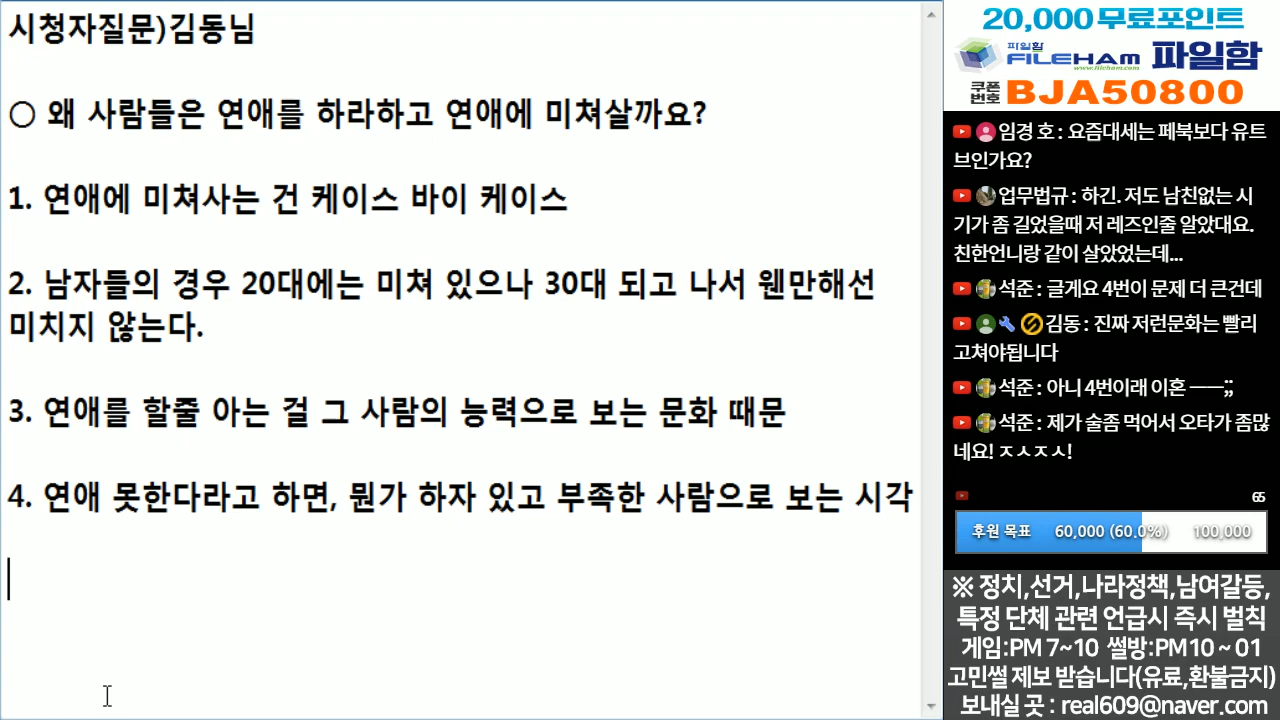 시청자질문)김동님
○ 왜 사람들은 연애를 하라하고 연애에 미쳐살까요?
1. 연애에 미쳐사는 건 케이스 바이 케이스
2. 남자들의 경우 20대에는 미쳐 있으나 30대 되고 나서 웬만해선
미치지 않는다.
3. 연애를 할줄 아는 걸 그 사람의 능력으로 보는 문화 때문
4. 연애 못한다라고 하면, 뭔가 하자 있고 부족한 사람으로 보는 시각
20,000무료포인트
파일함
FILEHAM
www.fileham.com
파일함
쿠폰
번호 BJA50800
임경 호 : 요즘대세는 페북보다 유트
브인가요?
업무법규 : 하긴. 저도 남친없는 시
기가 좀 길었을때 저 레즈인줄 알았대요.
친한언니랑 같이 살았었는데...
석준 : 글게요 4번이 문제 더 큰건데
김동 : 진짜 저런문화는 빨리
고쳐야됩니다
석준 : 아니 4번이래 이혼 ㅡㅡ;;
석준 : 제가 술좀 먹어서 오타가 좀많
네요! ㅈㅅㅈㅅ!
65
후원 목표 60,000 (60.0%) 100,000
※ 정치,선거,나라정책,남여갈등,
특정 단체 관련 언급시 즉시 벌칙
게임:PM 7~10 썰방:PM 10 ~ 01
고민썰 제보 받습니다(유료,환불금지)
보내실 곳 : real609@naver.com